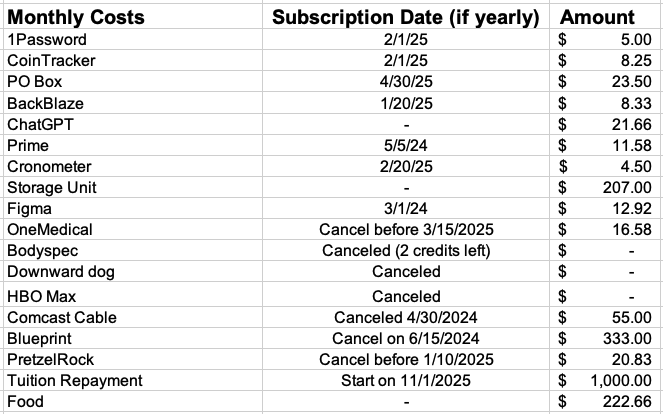 Monthly Costs Subscription Date (if yearly) Amount
1Password 2/1/25 $ 5.00
CoinTracker 2/1/25 $ 8.25
PO Box 4/30/25 $ 23.50
BackBlaze 1/20/25 $ 8.33
ChatGPT - $ 21.66
Prime 5/5/24 $ 11.58
Cronometer 2/20/25 $ 4.50
Storage Unit - $ 207.00
Figma 3/1/24 $ 12.92
OneMedical Cancel before 3/15/2025 $ 16.58
Bodyspec Canceled (2 credits left) $ -
Downward dog Canceled $ -
HBO Max Canceled $ -
Comcast Cable Canceled 4/30/2024 $ 55.00
Blueprint Cancel on 6/15/2024 $ 333.00
PretzelRock Cancel before 1/10/2025 $ 20.83
Tuition Repayment Start on 11/1/2025 $ 1,000.00
Food - $ 222.66